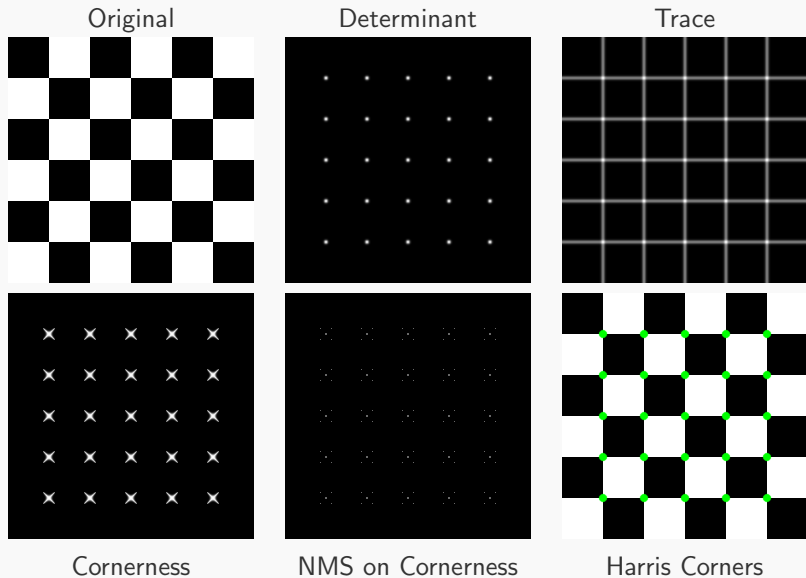 Original
Determinant
Trace
Cornerness
NMS on Cornerness
Harris Corners